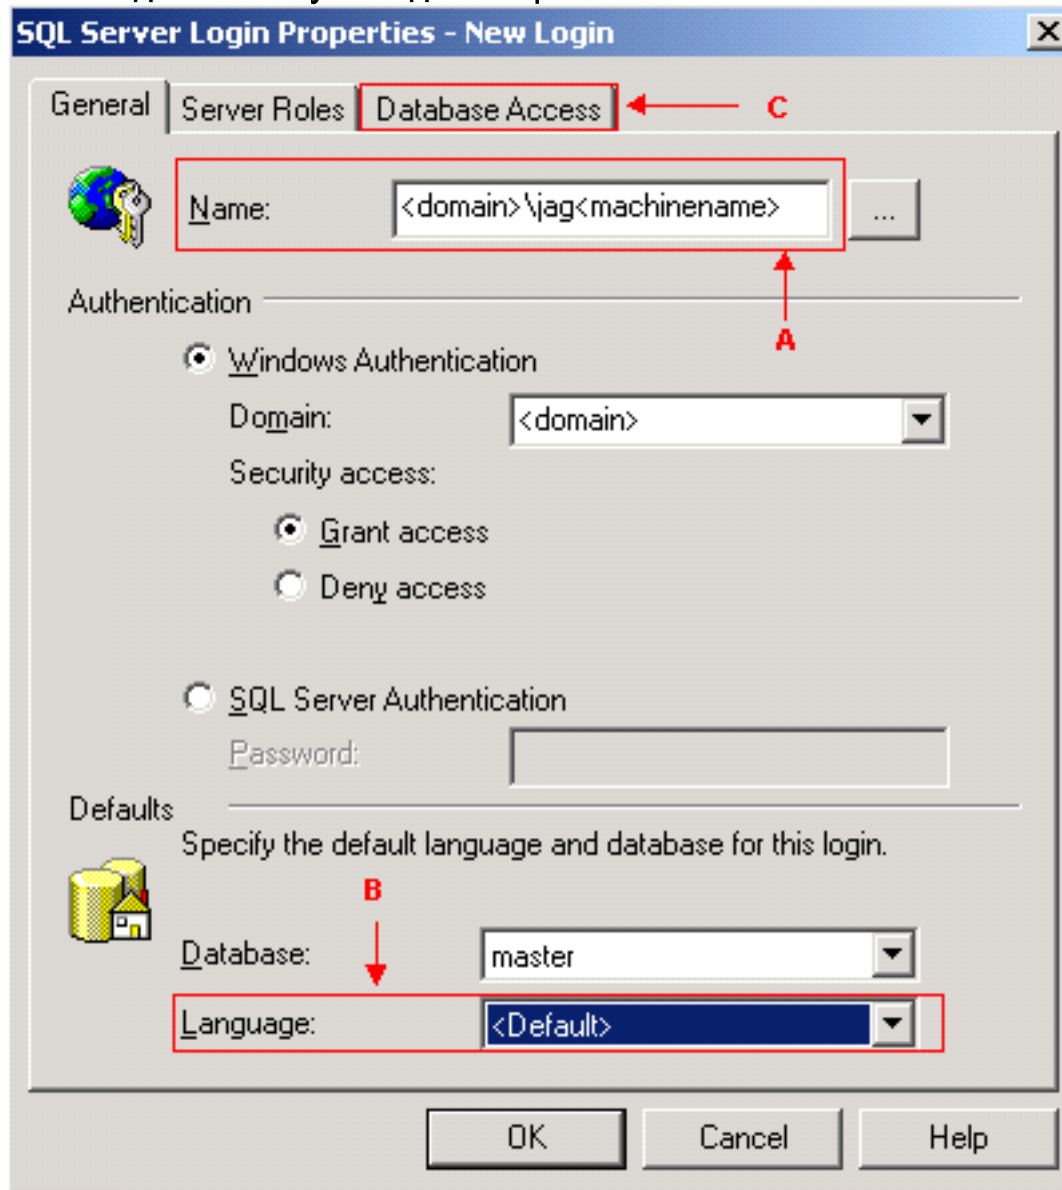 SQL Server Login Properties - New Login
General Server Roles Database Access C
Name: <domain>\jag<machinename> ...
A
Authentication
Windows Authentication
Domain: <domain>
Security access:
Grant access
Deny access
SQL Server Authentication
Password:
Defaults
Specify the default language and database for this login.
B
Database: master
Language: <Default>
OK Cancel Help